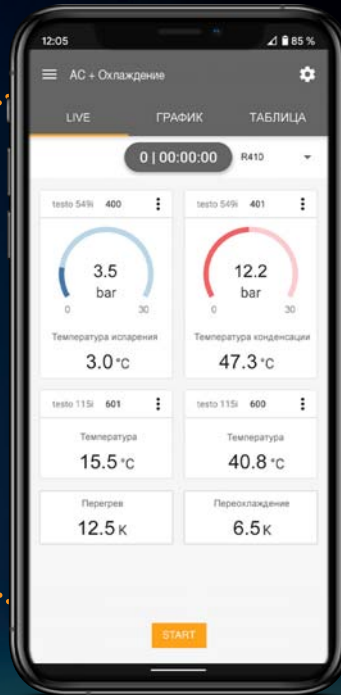 12:05 85 %
АС + Охлаждение
LIVE ГРАФИК ТАБЛИЦА
0 | 00:00:00 R410
testo 549i 400 testo 549i 401
3.5 12.2
bar bar
0 30 0 30
Температура испарения Температура конденсации
3.0 °C 47.3 °C
testo 115i 601 testo 115i 600
Температура Температура
15.5 °C 40.8 °C
Перегрев Переохлаждение
12.5 K 6.5 K
START